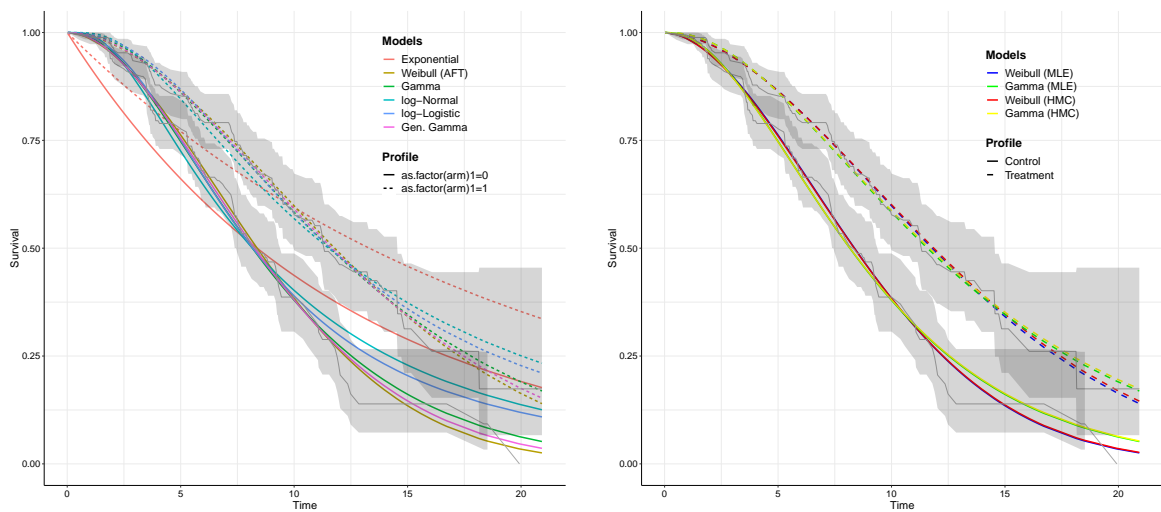 1.00
0.75
0.50
0.25
0.00
Survival
0
5
10
15
20
Time
Models
Exponential
Weibull (AFT)
Gamma
log−Normal
log−Logistic
Gen. Gamma
Profile
as.factor(arm)1=0
as.factor(arm)1=1
1.00
0.75
0.50
0.25
0.00
Survival
0
5
10
15
20
Time
Models
Weibull (MLE)
Gamma (MLE)
Weibull (HMC)
Gamma (HMC)
Profile
Control
Treatment